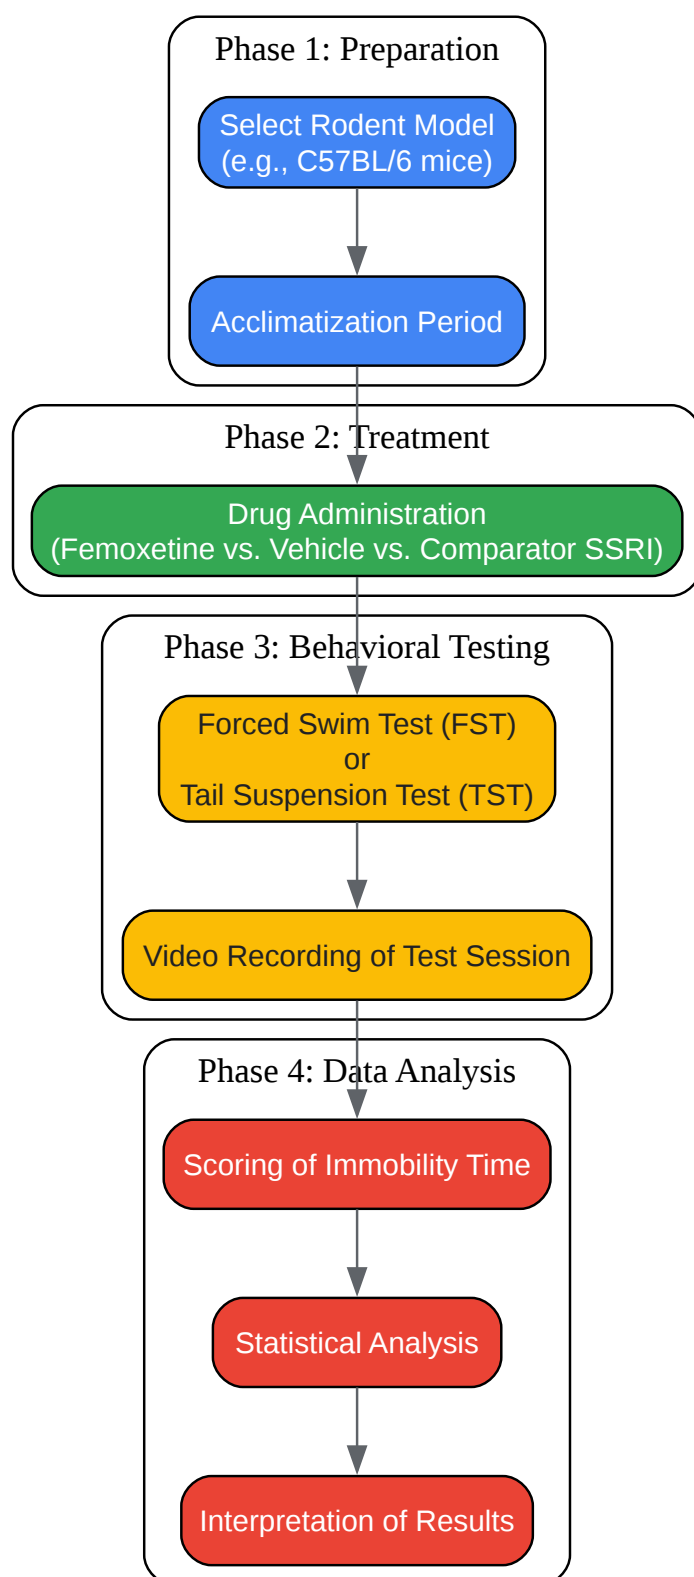 Phase 1: Preparation
Select Rodent Model
(e.g., C57BL/6 mice)
Acclimatization Period
Phase 2: Treatment
Drug Administration
(Femoxetine vs. Vehicle vs. Comparator SSRI)
Phase 3: Behavioral Testing
Forced Swim Test (FST)
or
Tail Suspension Test (TST)
Video Recording of Test Session
Phase 4: Data Analysis
Scoring of Immobility Time
Statistical Analysis
Interpretation of Results